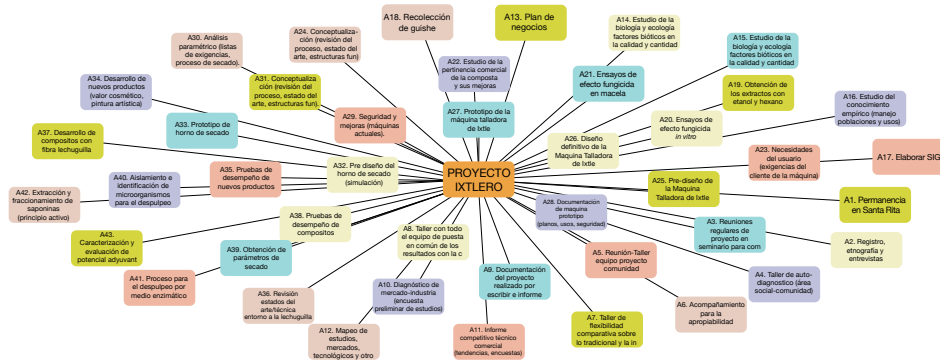 A18. Recolección
de guishe
A13. Plan de
negocios
A14. Estudio de la
biología y ecología
factores bióticos en
la calidad y cantidad
A24. Conceptualiza-
ción (revisión del
proceso, estado del
arte, estructuras fun)
A30. Análisis
paramétrico (listas
de exigencias,
proceso de secado).
A15. Estudio de la
biología y ecología
factores bióticos en
la calidad y cantidad
A22. Estudio de la
pertinencia comercial
de la composta
y sus mejoras
A21. Ensayos de
efecto fungicida
en macela
A34. Desarrollo de
nuevos productos
(valor cosmético,
pintura artística)
A31. Conceptualiza
ción (revisión del
proceso, estado del
arte, estructuras fun).
A19. Obtención
de los extractos con
etanol y hexano
A16. Estudio del
conocimiento
empírico (manejo
poblaciones y usos)
A27. Prototipo de la
máquina talladora
de Ixtle
A29. Seguridad y
mejoras (máquinas
actuales).
A33. Prototipo de
horno de secado
A20. Ensayos de
efecto fungicida
in vitro
A37. Desarrollo de
compositos con
fibra lechuguilla
A26. Diseño
definitivo de la
Maquina Talladora
de Ixtle
A23. Necesidades
del usuario
(exigencias del
cliente de la máquina)
A17. Elaborar SIG
A32. Pre diseño del
horno de secado
(simulación)
PROYECTO
IXTLERO
A35. Pruebas de
desempeño de
nuevos productos
A40. Aislamiento e
identificación de
microorganismos
para el despulpeo
A25. Pre-diseño de
la Maquina
Talladora de Ixtle
A42. Extracción y
fraccionamiento de
saponinas
(principio activo)
A1. Permanencia
en Santa Rita
A28. Documentación
de maquina
prototipo
(planos, usos, seguridad)
A38. Pruebas de
desempeño de
compositos
A8. Taller con todo
el equipo de puesta
en común de los
resultados con la c
A3. Reuniones
regulares de
proyecto en
seminario para com
A43.
Caracterización y
evaluación de
potencial adyuvant
A2. Registro,
etnografía y
entrevistas
A39. Obtención de
parámetros de
secado
A5. Reunión-Taller
equipo proyecto
comunidad
A41. Proceso para
el despulpeo por
medio enzimático
A9. Documentación
del proyecto
realizado por
escribir e informe
A4. Taller de auto-
diagnostico (área
social-comunidad)
A10. Diagnóstico de
mercado-industria
(encuesta
preliminar de estudios)
A36. Revisión
estados del
arte/técnica
entorno a la lechuguilla
A6. Acompañamiento
para la
apropiabilidad
A7. Taller de
flexibilidad
comparativa sobre
lo tradicional y la in
A12. Mapeo de
estudios,
mercados,
tecnológicos y otro
A11. Informe
competitivo técnico
comercial
(tendencias, encuestas)